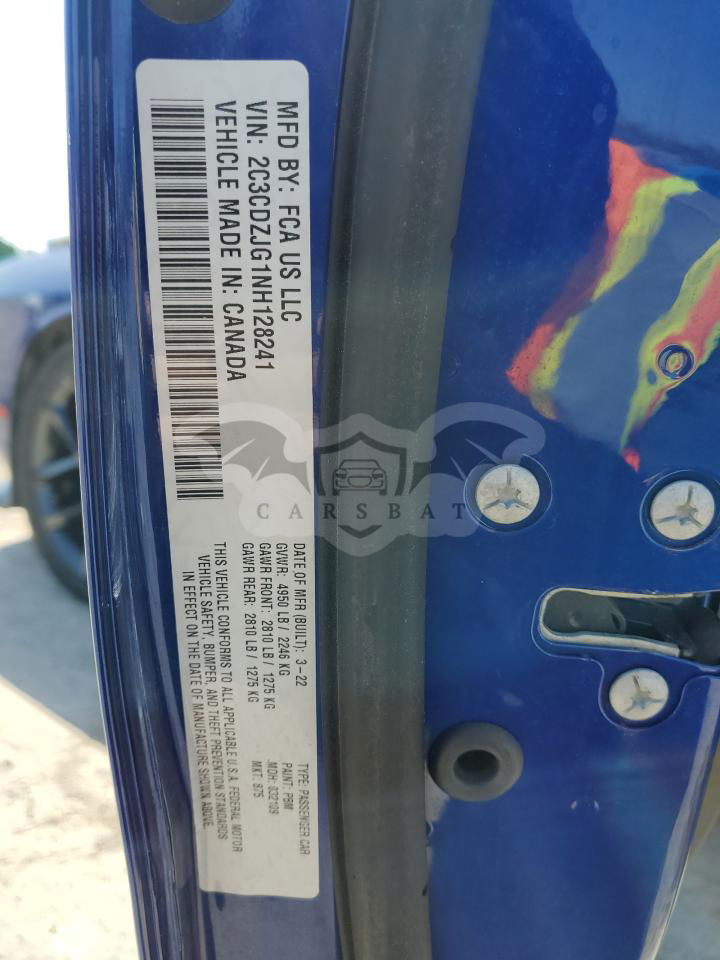 MFD BY: FCA US LLC
VIN: 2C3CDZJG1NH128241
VEHICLE MADE IN: CANADA
DATE OF MFR (BUILT): 3-22
GVWR: 4950 LB / 2246 KG
GAWR FRONT: 2810 LB / 1275 KG
GAWR REAR: 2810 LB / 1275 KG
TYPE: PASSENGER CAR
PAINT: PBM
MDH: 032109
MKT: 875
THIS VEHICLE CONFORMS TO ALL APPLICABLE U.S.A. FEDERAL MOTOR
VEHICLE SAFETY, BUMPER, AND THEFT PREVENTION STANDARDS
IN EFFECT ON THE DATE OF MANUFACTURE SHOWN ABOVE.
CARSBAT